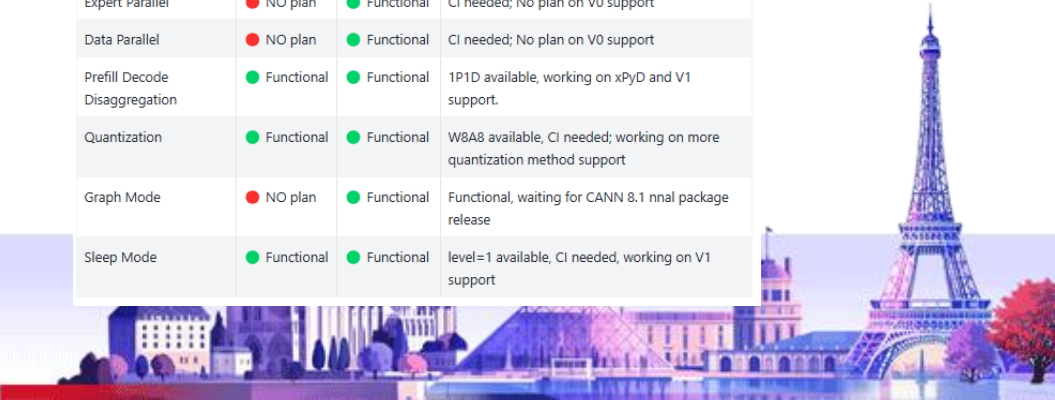 Expert Parallel NO plan Functional CI needed; No plan on V0 support
Data Parallel NO plan Functional CI needed; No plan on V0 support
Prefill Decode Functional Functional 1P1D available, working on xPyD and V1
Disaggregation support.
Quantization Functional Functional W8A8 available, CI needed; working on more
quantization method support
Graph Mode NO plan Functional Functional, waiting for CANN 8.1 nnal package
release
Sleep Mode Functional Functional level=1 available, CI needed, working on V1
support